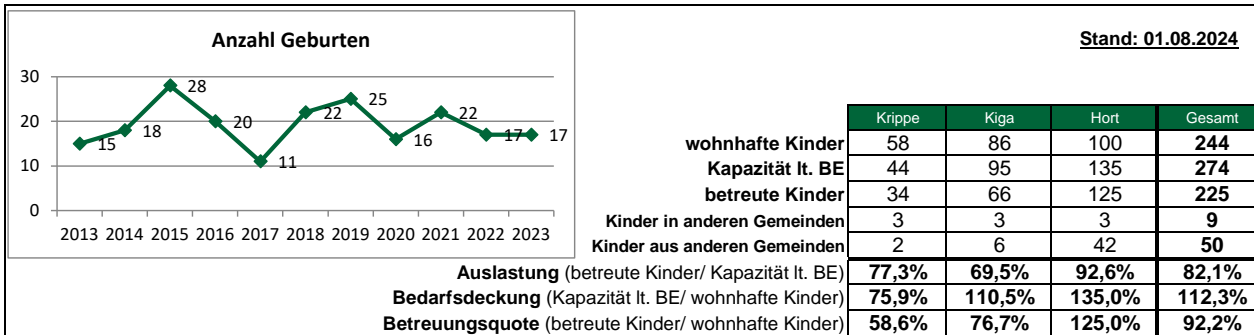 Anzahl Geburten
Stand: 01.08.2024
30
20
10
0
15
18
28
20
11
22
25
16
22
17
17
2013 2014 2015 2016 2017 2018 2019 2020 2021 2022 2023
Krippe Kiga Hort Gesamt
wohnhafte Kinder 58 86 100 244
Kapazität lt. BE 44 95 135 274
betreute Kinder 34 66 125 225
Kinder in anderen Gemeinden 3 3 3 9
Kinder aus anderen Gemeinden 2 6 42 50
Auslastung (betreute Kinder/ Kapazität lt. BE) 77,3% 69,5% 92,6% 82,1%
Bedarfsdeckung (Kapazität lt. BE/ wohnhafte Kinder) 75,9% 110,5% 135,0% 112,3%
Betreuungsquote (betreute Kinder/ wohnhafte Kinder) 58,6% 76,7% 125,0% 92,2%